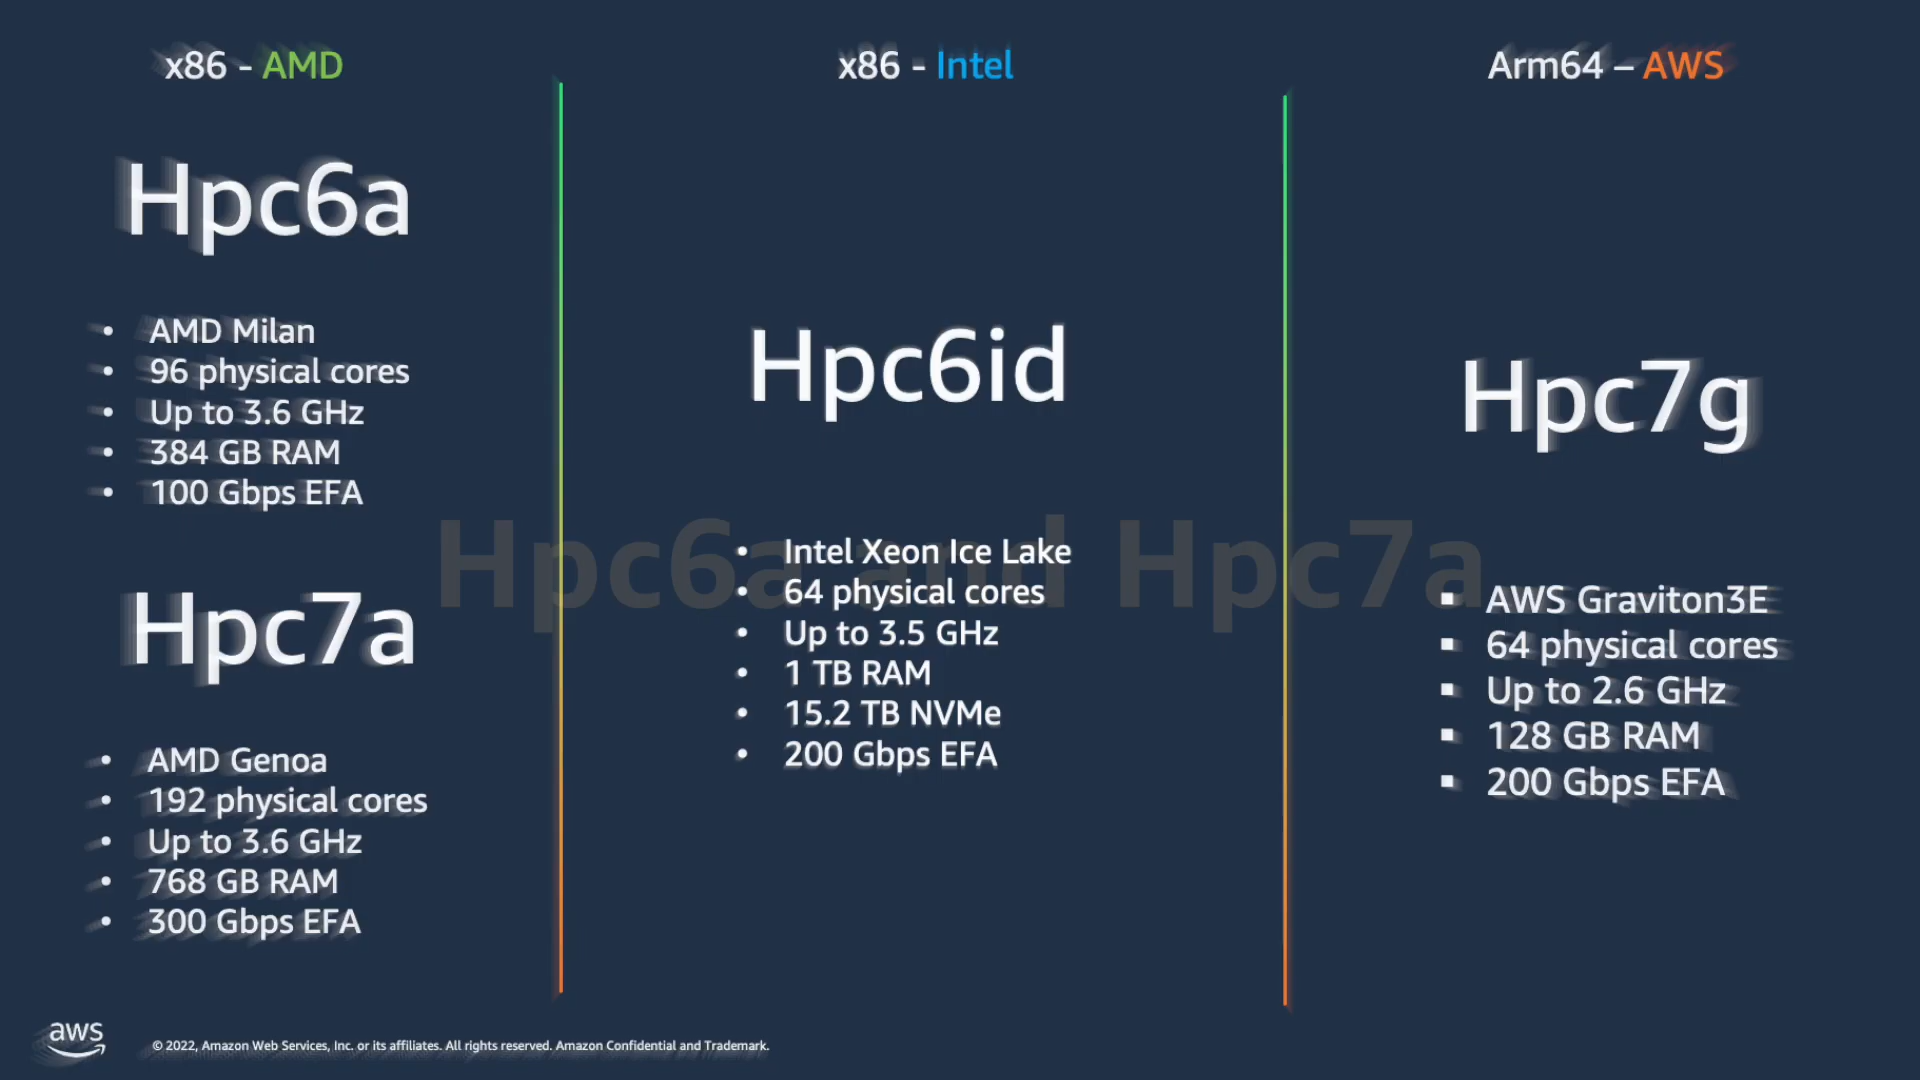 x86 - AMD
Hpc6a
• AMD Milan
• 96 physical cores
• Up to 3.6 GHz
• 384 GB RAM
• 100 Gbps EFA
Hpc7a
• AMD Genoa
• 192 physical cores
• Up to 3.6 GHz
• 768 GB RAM
• 300 Gbps EFA
x86 - Intel
Hpc6id
• Intel Xeon Ice Lake
• 64 physical cores
• Up to 3.5 GHz
• 1 TB RAM
• 15.2 TB NVMe
• 200 Gbps EFA
Arm64 – AWS
Hpc7g
▪ AWS Graviton3E
▪ 64 physical cores
▪ Up to 2.6 GHz
▪ 128 GB RAM
▪ 200 Gbps EFA
Hpc6a and Hpc7a
aws
© 2022, Amazon Web Services, Inc. or its affiliates. All rights reserved. Amazon Confidential and Trademark.